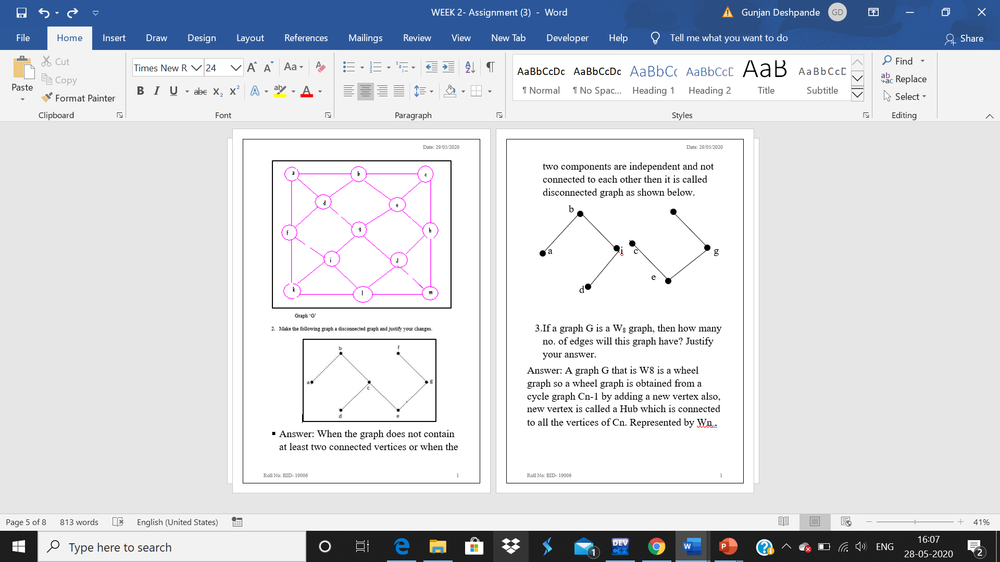 WEEK 2- Assignment (3) - Word
Gunjan Deshpande GD
File Home Insert Draw Design Layout References Mailings Review View New Tab Developer Help Tell me what you want to do Share
Paste
Cut
Copy
Format Painter
Clipboard
Times New R 24
Font
Paragraph
AaBbCcDc AaBbCcDc AaBbC AaBbCcE AaB AaBbCcD
¶ Normal ¶ No Spac... Heading 1 Heading 2 Title Subtitle
Styles
Find
Replace
Select
Editing
Date: 29/05/2020
a b c
d e
f g h
i J
k l m
Graph ‘G’
2. Make the following graph a disconnected graph and justify your changes.
b f
a c g
d e
▪ Answer: When the graph does not contain
at least two connected vertices or when the
Roll No: BID- 19006 1
Date: 29/05/2020
two components are independent and not
connected to each other then it is called
disconnected graph as shown below.
b
a i c g
e
d
3.If a graph G is a W₈ graph, then how many
no. of edges will this graph have? Justify
your answer.
Answer: A graph G that is W8 is a wheel
graph so a wheel graph is obtained from a
cycle graph Cn-1 by adding a new vertex also,
new vertex is called a Hub which is connected
to all the vertices of Cn. Represented by Wn .
Roll No: BID- 19006 1
Page 5 of 8 813 words English (United States) 41%
Type here to search
1
DEV C++
ENG
16:07
28-05-2020
2